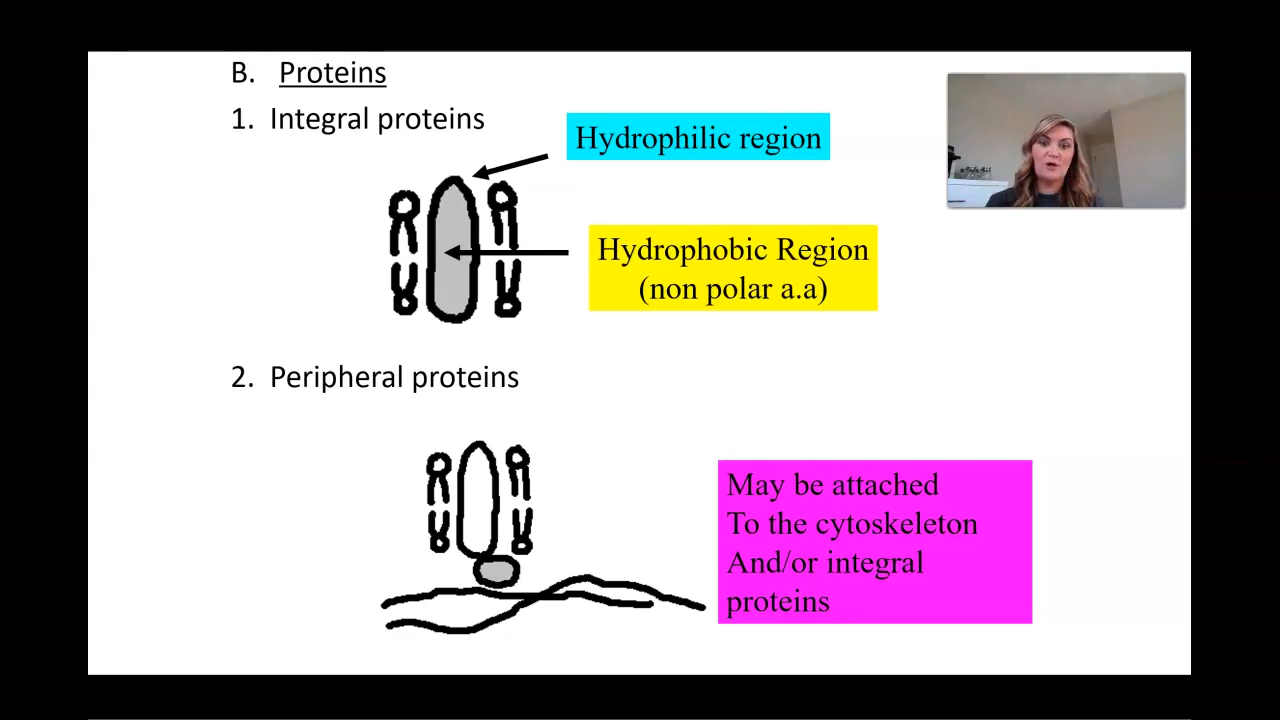 B. Proteins
1. Integral proteins
Hydrophilic region
Hydrophobic Region
(non polar a.a)
2. Peripheral proteins
May be attached
To the cytoskeleton
And/or integral
proteins